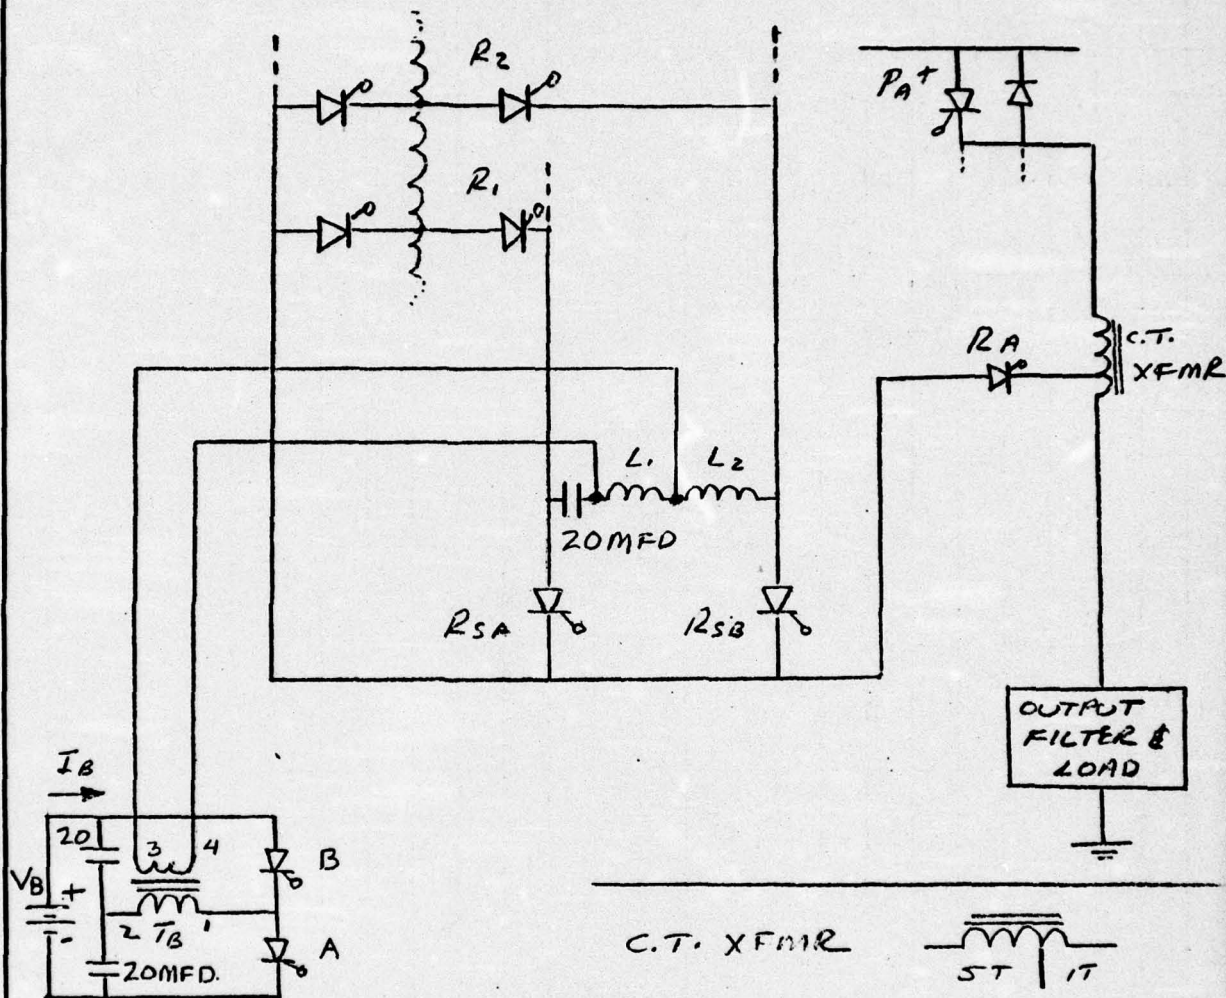 R2
PA+
R1
RA
C.T.
XFMR
L1
L2
20MFD
RSA
RSB
OUTPUT
FILTER &
LOAD
IB
20
3
4
B
VB
+
-
2
TB
1
A
20MFD.
C.T. XFMR
5T
1T